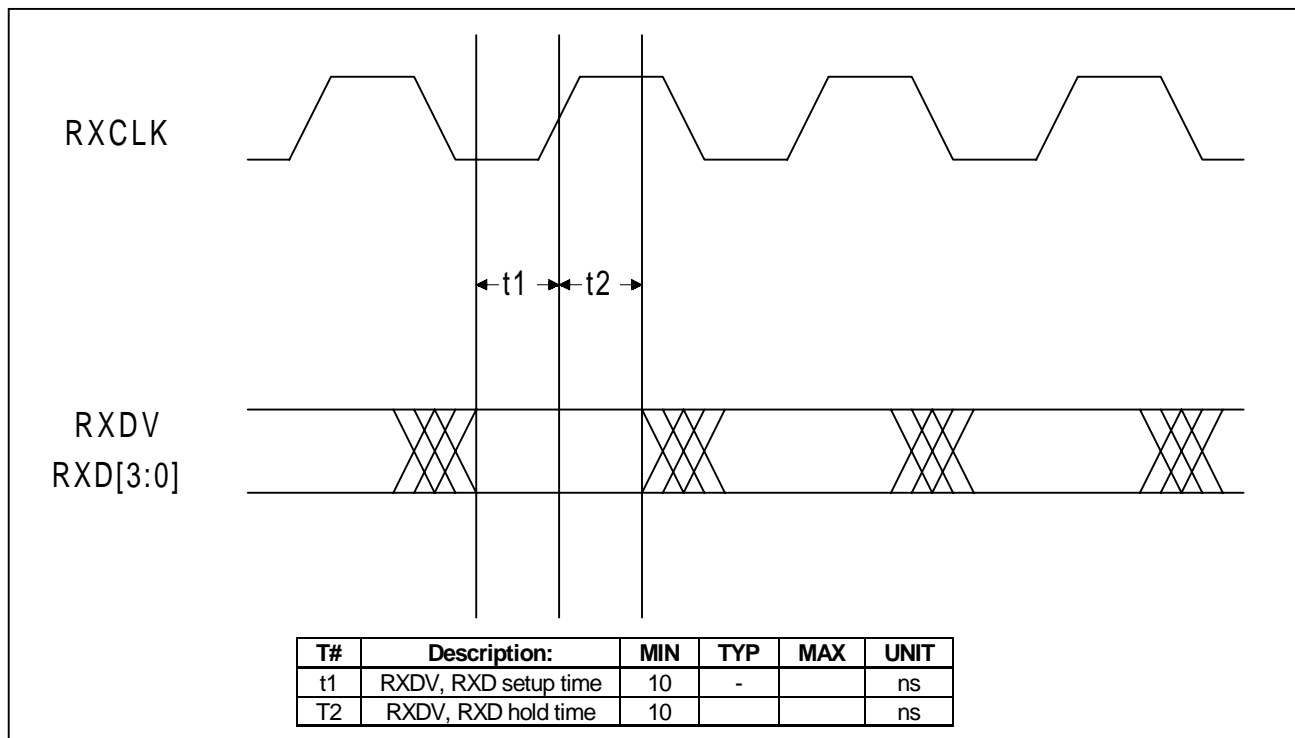 RXCLK
t1 t2
RXDV
RXD[3:0]
T# Description: MIN TYP MAX UNIT
t1 RXDV, RXD setup time 10 - ns
T2 RXDV, RXD hold time 10 ns